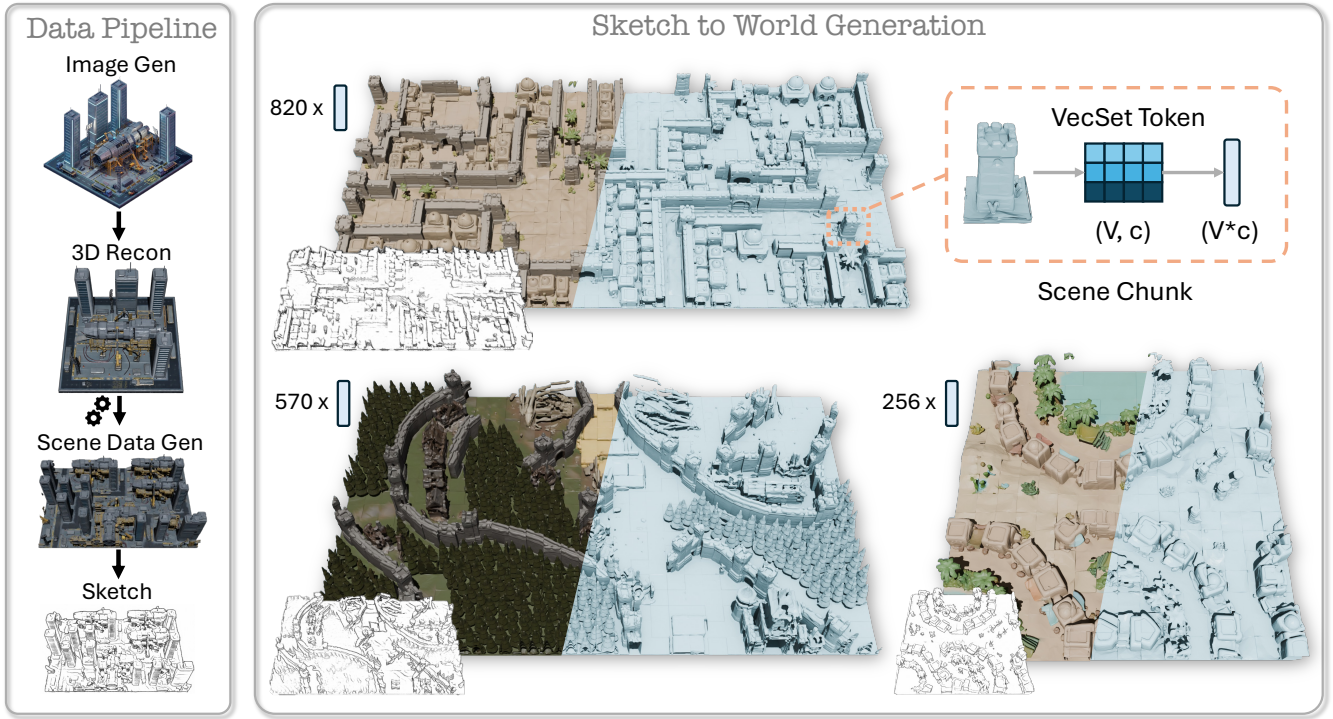 Data Pipeline
Image Gen
3D Recon
Scene Data Gen
Sketch
Sketch to World Generation
820 x
VecSet Token
(V, c)
(V*c)
Scene Chunk
570 x
256 x